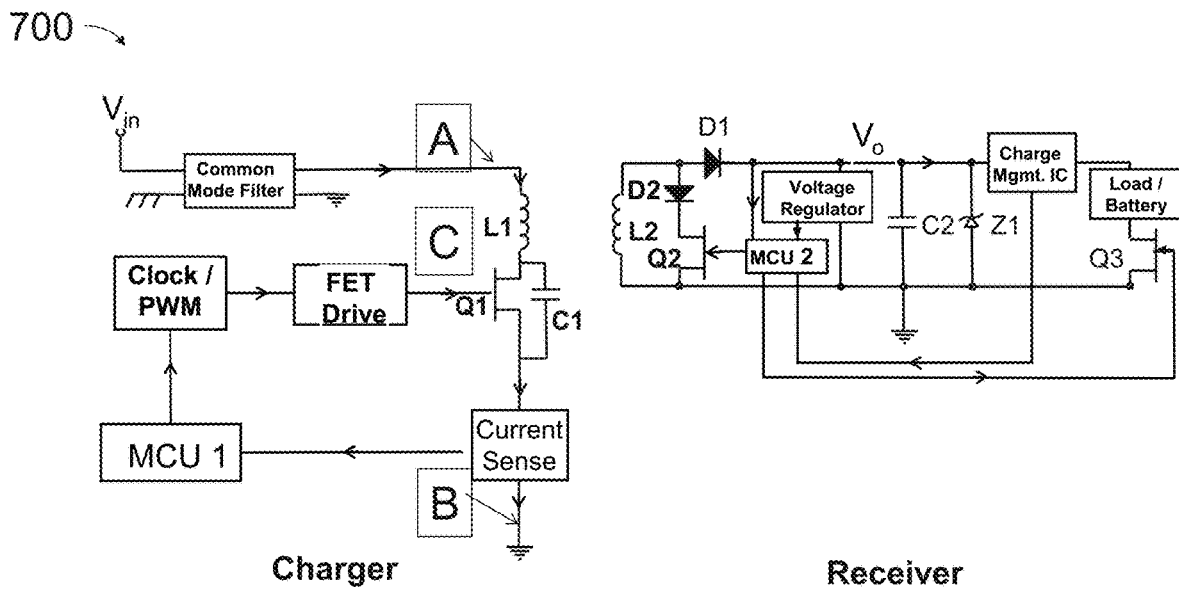 700
Vin
Common
Mode Filter
A
L1
C
Clock /
PWM
FET
Drive
Q1
C1
MCU 1
Current
Sense
B
Charger
D1
Vo
D2
L2
Q2
Voltage
Regulator
MCU 2
C2
Z1
Charge
Mgmt. IC
Load /
Battery
Q3
Receiver